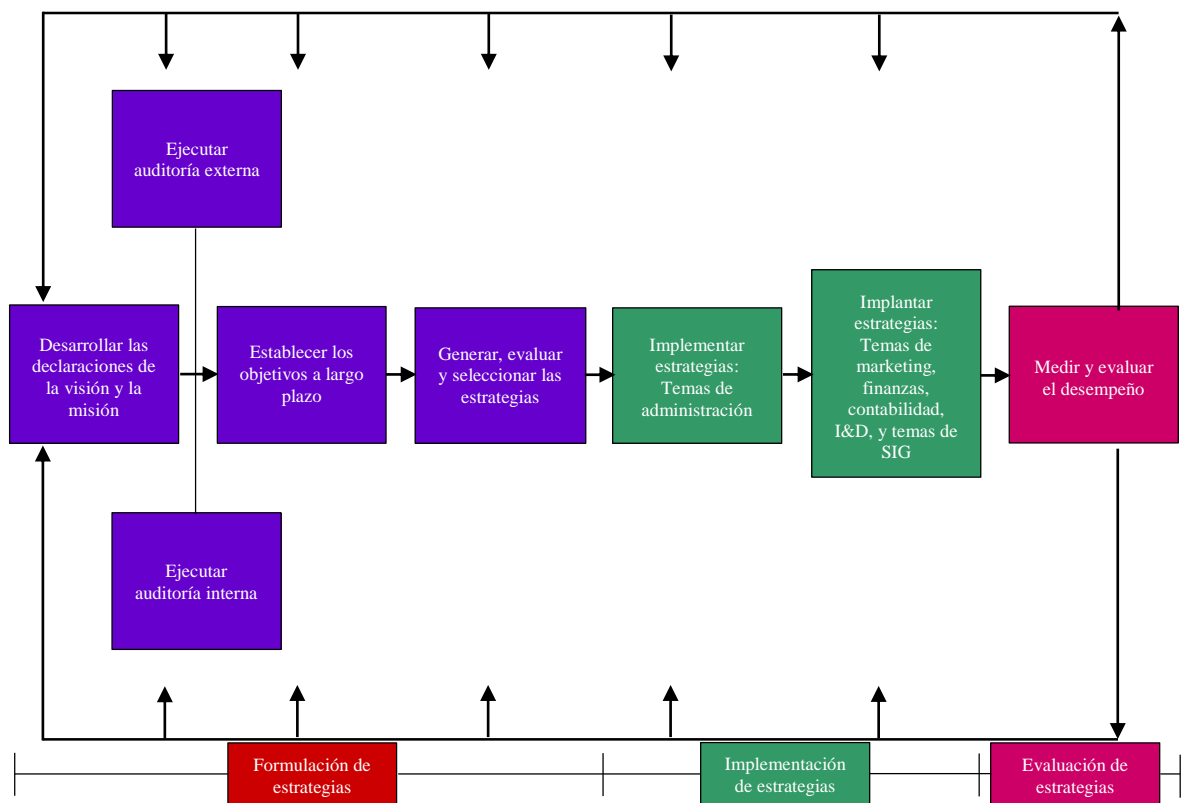 Ejecutar
auditoría externa
Desarrollar las
declaraciones de
la visión y la
misión
Establecer los
objetivos a largo
plazo
Generar, evaluar
y seleccionar las
estrategias
Implementar
estrategias:
Temas de
administración
Implantar
estrategias:
Temas de
marketing,
finanzas,
contabilidad,
I&D, y temas de
SIG
Medir y evaluar
el desempeño
Ejecutar
auditoría interna
Formulación de
estrategias
Implementación
de estrategias
Evaluación de
estrategias